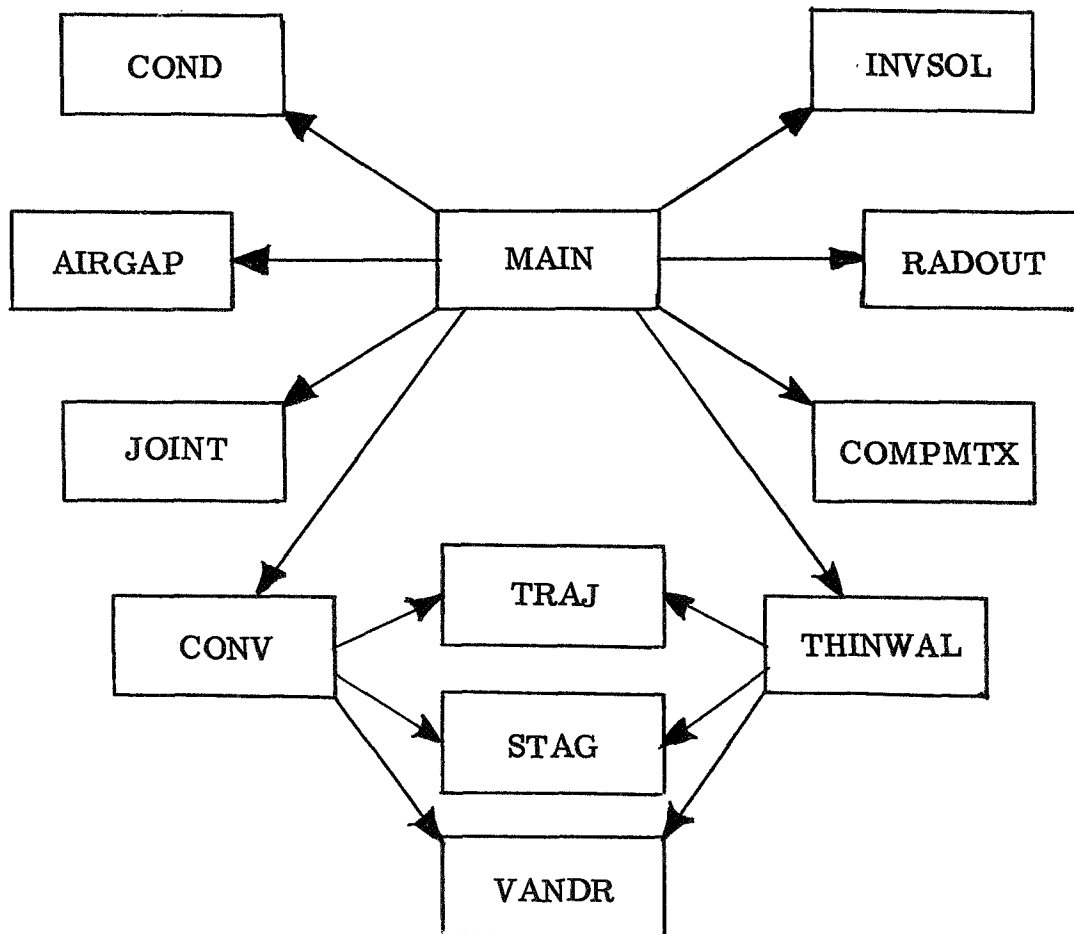 COND
INVSOL
AIRGAP
MAIN
RADOUT
JOINT
COMPMTX
TRAJ
CONV
THINWAL
STAG
VANDR